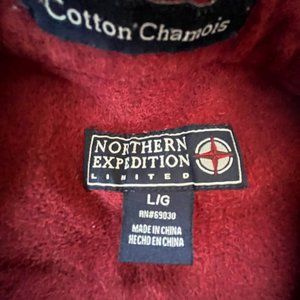 Cotton Chamois
NORTHERN
EXPEDITION
LIMITED
L/G
RN#69030
MADE IN CHINA
HECHO EN CHINA